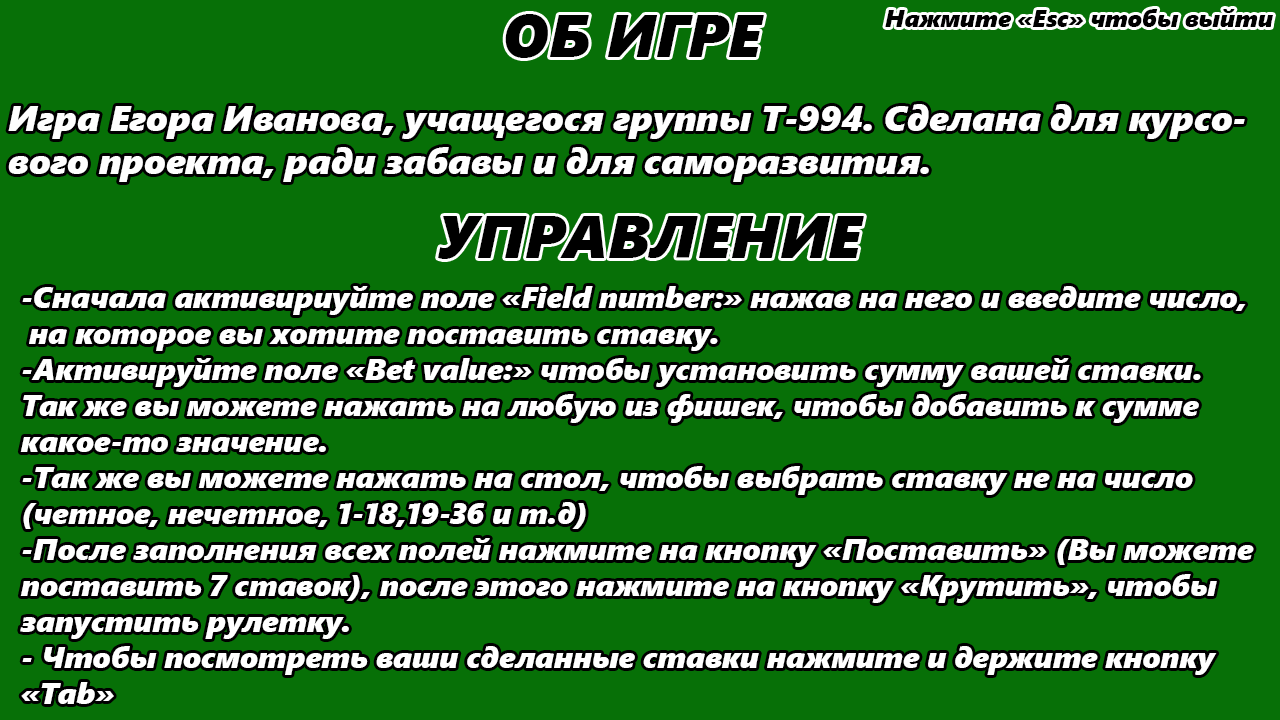 ОБ ИГРЕ
Нажмите «Esc» чтобы выйти
Игра Егора Иванова, учащегося группы Т-994. Сделана для курсо-
вого проекта, ради забавы и для саморазвития.
УПРАВЛЕНИЕ
-Сначала активириуйте поле «Field number:» нажав на него и введите число,
на которое вы хотите поставить ставку.
-Активируйте поле «Bet value:» чтобы установить сумму вашей ставки.
Так же вы можете нажать на любую из фишек, чтобы добавить к сумме
какое-то значение.
-Так же вы можете нажать на стол, чтобы выбрать ставку не на число
(четное, нечетное, 1-18,19-36 и т.д)
-После заполнения всех полей нажмите на кнопку «Поставить» (Вы можете
поставить 7 ставок), после этого нажмите на кнопку «Крутить», чтобы
запустить рулетку.
- Чтобы посмотреть ваши сделанные ставки нажмите и держите кнопку
«Tab»